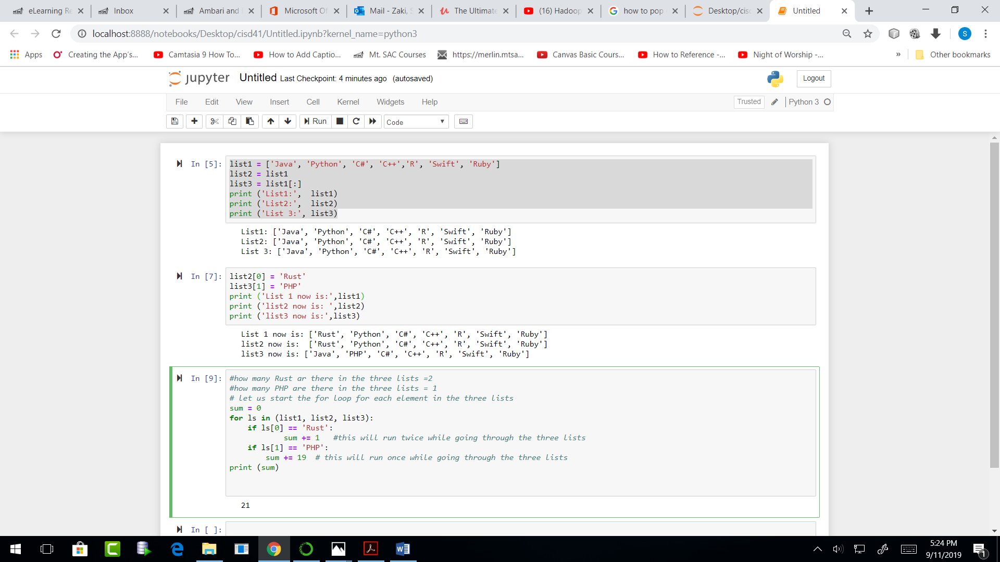 eLearning Re
Inbox
Ambari and
Microsoft Of
Mail - Zaki, S
The Ultimate
(16) Hadoop
how to pop
Desktop/cisd
Untitled
localhost:8888/notebooks/Desktop/cisd41/Untitled.ipynb?kernel_name=python3
S
Apps
Creating the App's...
Camtasia 9 How To...
How to Add Captio...
Mt. SAC Courses
https://merlin.mtsa...
Canvas Basic Cours...
How to Reference -...
Night of Worship -...
»
Other bookmarks
jupyter Untitled Last Checkpoint: 4 minutes ago (autosaved)
Logout
File Edit View Insert Cell Kernel Widgets Help
Trusted
Python 3
Run
Code
In [5]:
list1 = ['Java', 'Python', 'C#', 'C++','R', 'Swift', 'Ruby']
list2 = list1
list3 = list1[:]
print ('List1:',  list1)
print ('List2:',  list2)
print ('List 3:', list3)
List1: ['Java', 'Python', 'C#', 'C++', 'R', 'Swift', 'Ruby']
List2: ['Java', 'Python', 'C#', 'C++', 'R', 'Swift', 'Ruby']
List 3: ['Java', 'Python', 'C#', 'C++', 'R', 'Swift', 'Ruby']
In [7]:
list2[0] = 'Rust'
list3[1] = 'PHP'
print ('List 1 now is:',list1)
print ('list2 now is: ',list2)
print ('list3 now is:',list3)
List 1 now is: ['Rust', 'Python', 'C#', 'C++', 'R', 'Swift', 'Ruby']
list2 now is:  ['Rust', 'Python', 'C#', 'C++', 'R', 'Swift', 'Ruby']
list3 now is: ['Java', 'PHP', 'C#', 'C++', 'R', 'Swift', 'Ruby']
In [9]:
#how many Rust ar there in the three lists =2
#how many PHP are there in the three lists = 1
# let us start the for loop for each element in the three lists
sum = 0
for ls in (list1, list2, list3):
    if ls[0] == 'Rust':
            sum += 1   #this will run twice while going through the three lists
    if ls[1] == 'PHP':
        sum += 19  # this will run once while going through the three lists
print (sum)
21
In [ ]:
5:24 PM
9/11/2019
1